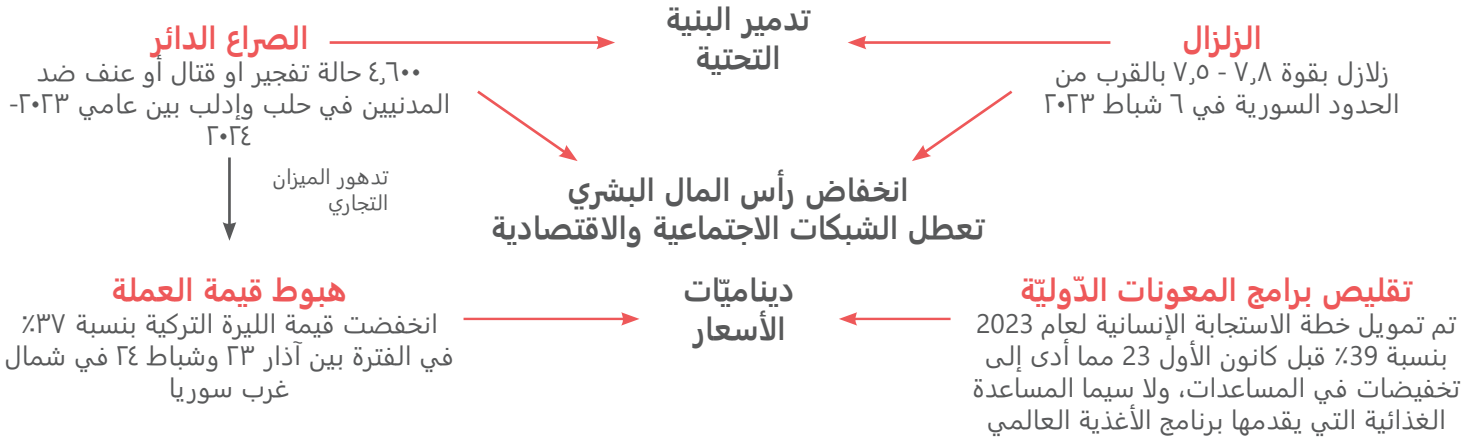 الزلزال
زلازل بقوة ٧,٨ - ٧,٥ بالقرب من
الحدود السورية في ٦ شباط ٢٠٢٣
تدمير البنية
التحتية
الصراع الدائر
٤,٦٠٠ حالة تفجير او قتال أو عنف ضد
المدنيين في حلب وإدلب بين عامي ٢٠٢٣-
٢٠٢٤
تدهور الميزان
التجاري
انخفاض رأس المال البشري
تعطل الشبكات الاجتماعية والاقتصادية
تقليص برامج المعونات الدّوليّة
تم تمويل خطة الاستجابة الإنسانية لعام 2023
بنسبة 39٪ قبل كانون الأول 23 مما أدى إلى
تخفيضات في المساعدات، ولا سيما المساعدة
الغذائية التي يقدمها برنامج الأغذية العالمي
ديناميّات
الأسعار
هبوط قيمة العملة
انخفضت قيمة الليرة التركية بنسبة ٣٧٪
في الفترة بين آذار ٢٣ وشباط ٢٤ في شمال
غرب سوريا